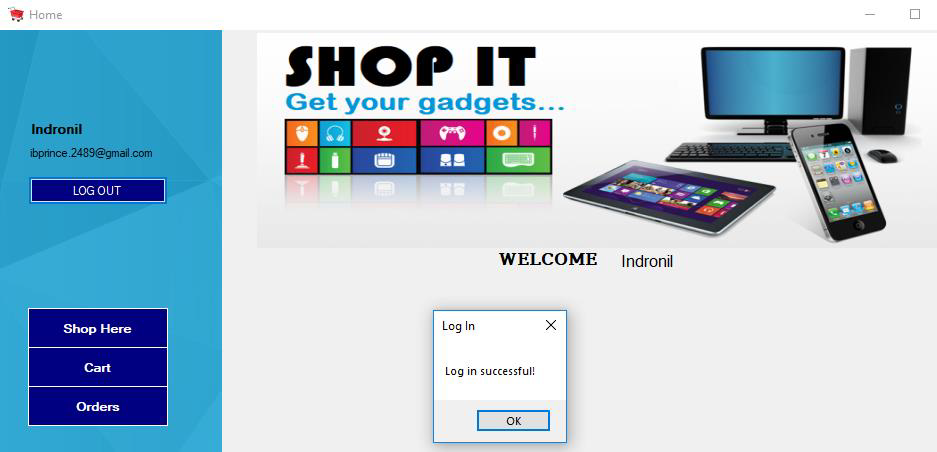 Home
Indronil
ibprince.2489@gmail.com
LOG OUT
Shop Here
Cart
Orders
SHOP IT
Get your gadgets...
WELCOME Indronil
Log In
Log in successful!
OK